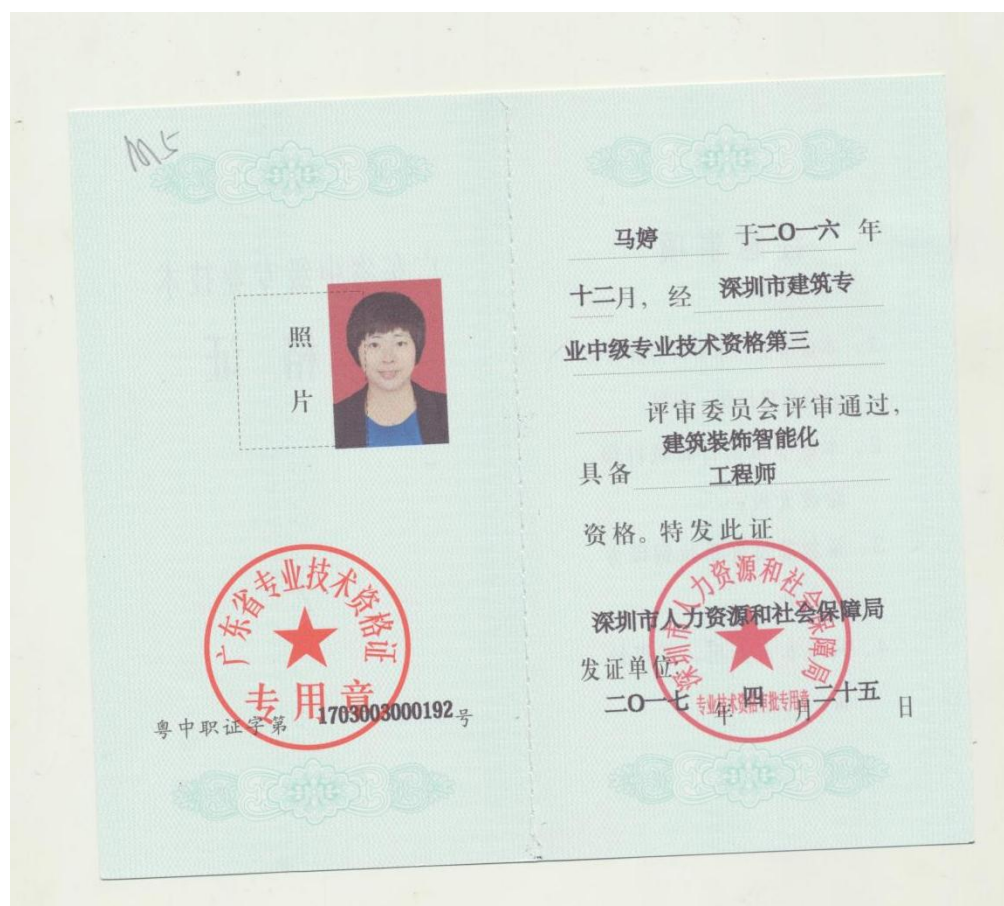 M5
照
片
广东省专业技术资格证
专用章
粤中职证字第1703003000192号
马婷 于二O一六年
十二月，经 深圳市建筑专
业中级专业技术资格第三
评审委员会评审通过，
建筑装饰智能化
具备 工程师
资格。特发此证
深圳市人力资源和社会保障局
深圳市人力资源和社会保障局
发证单位：
专业技术资格审批专用章
二O一七年四月二十五日